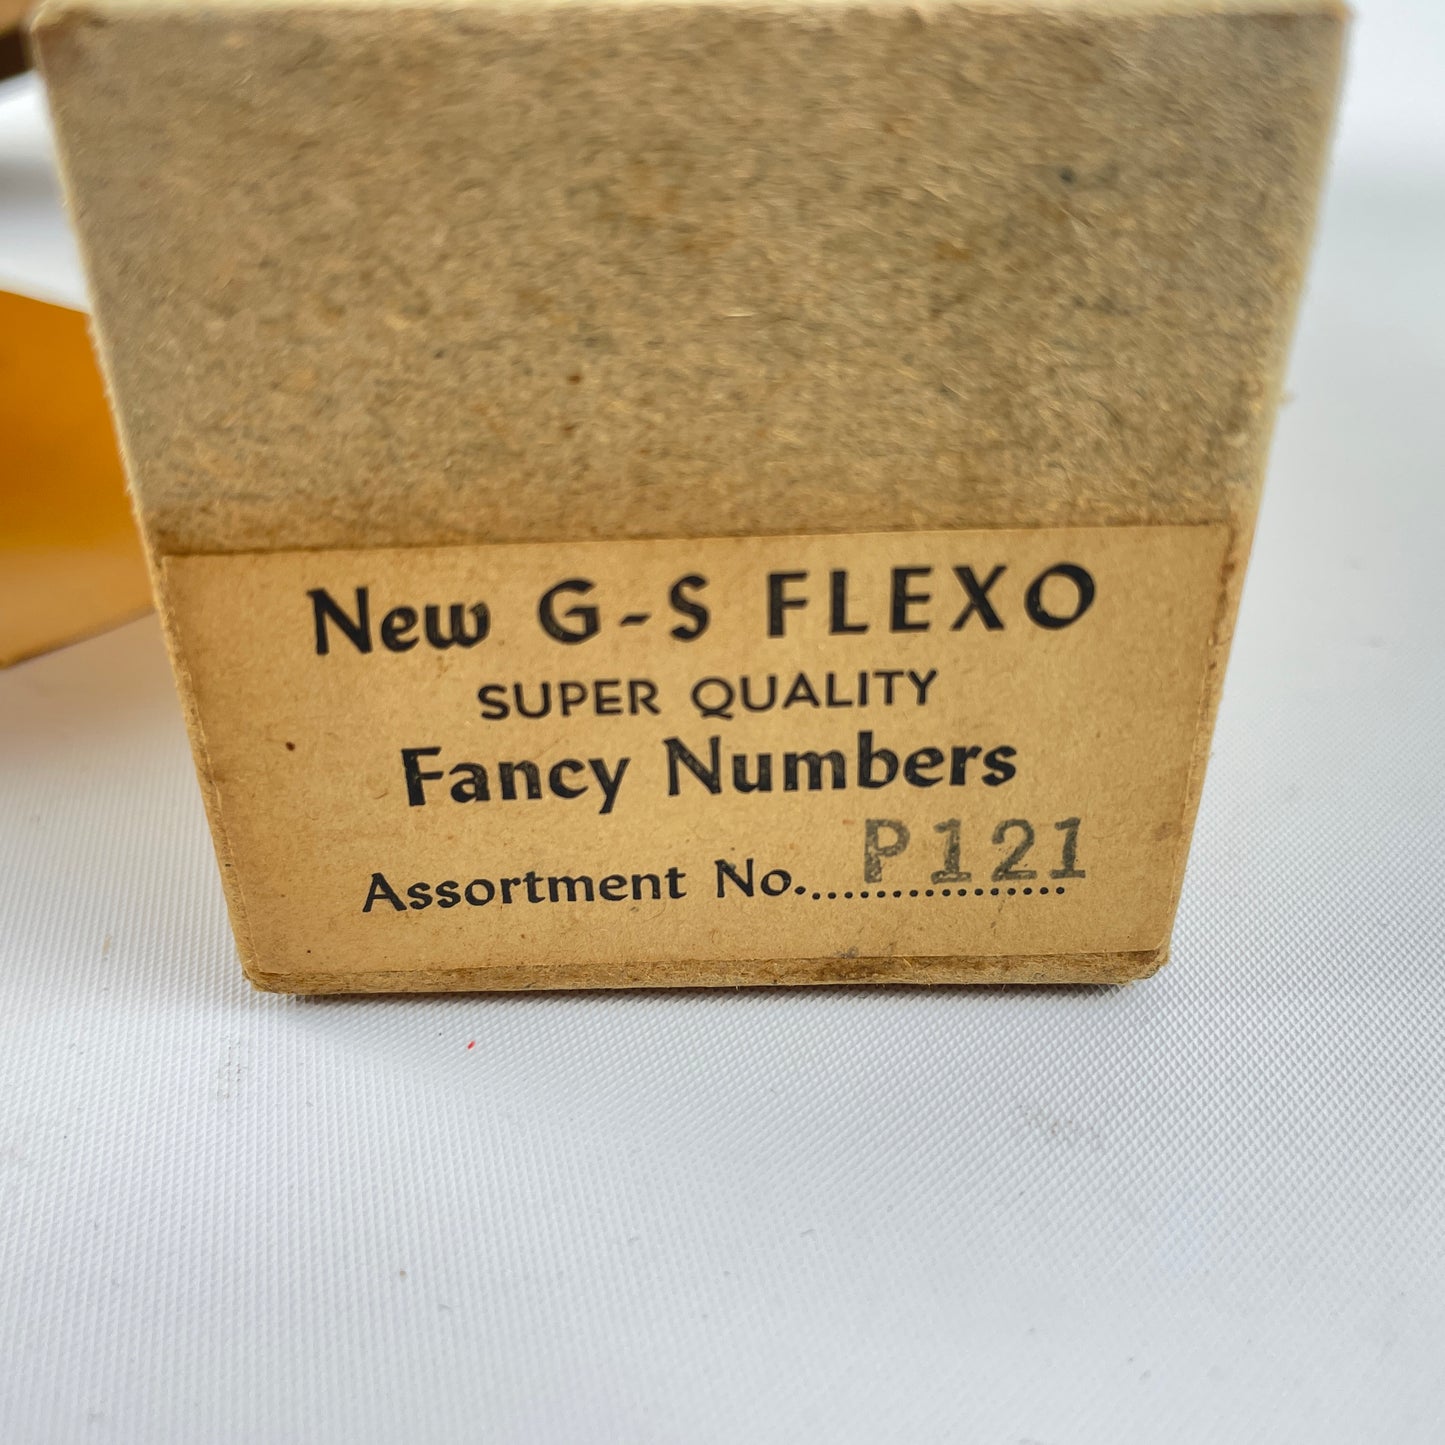 New G-S FLEXO
SUPER QUALITY
Fancy Numbers
Assortment No. P121